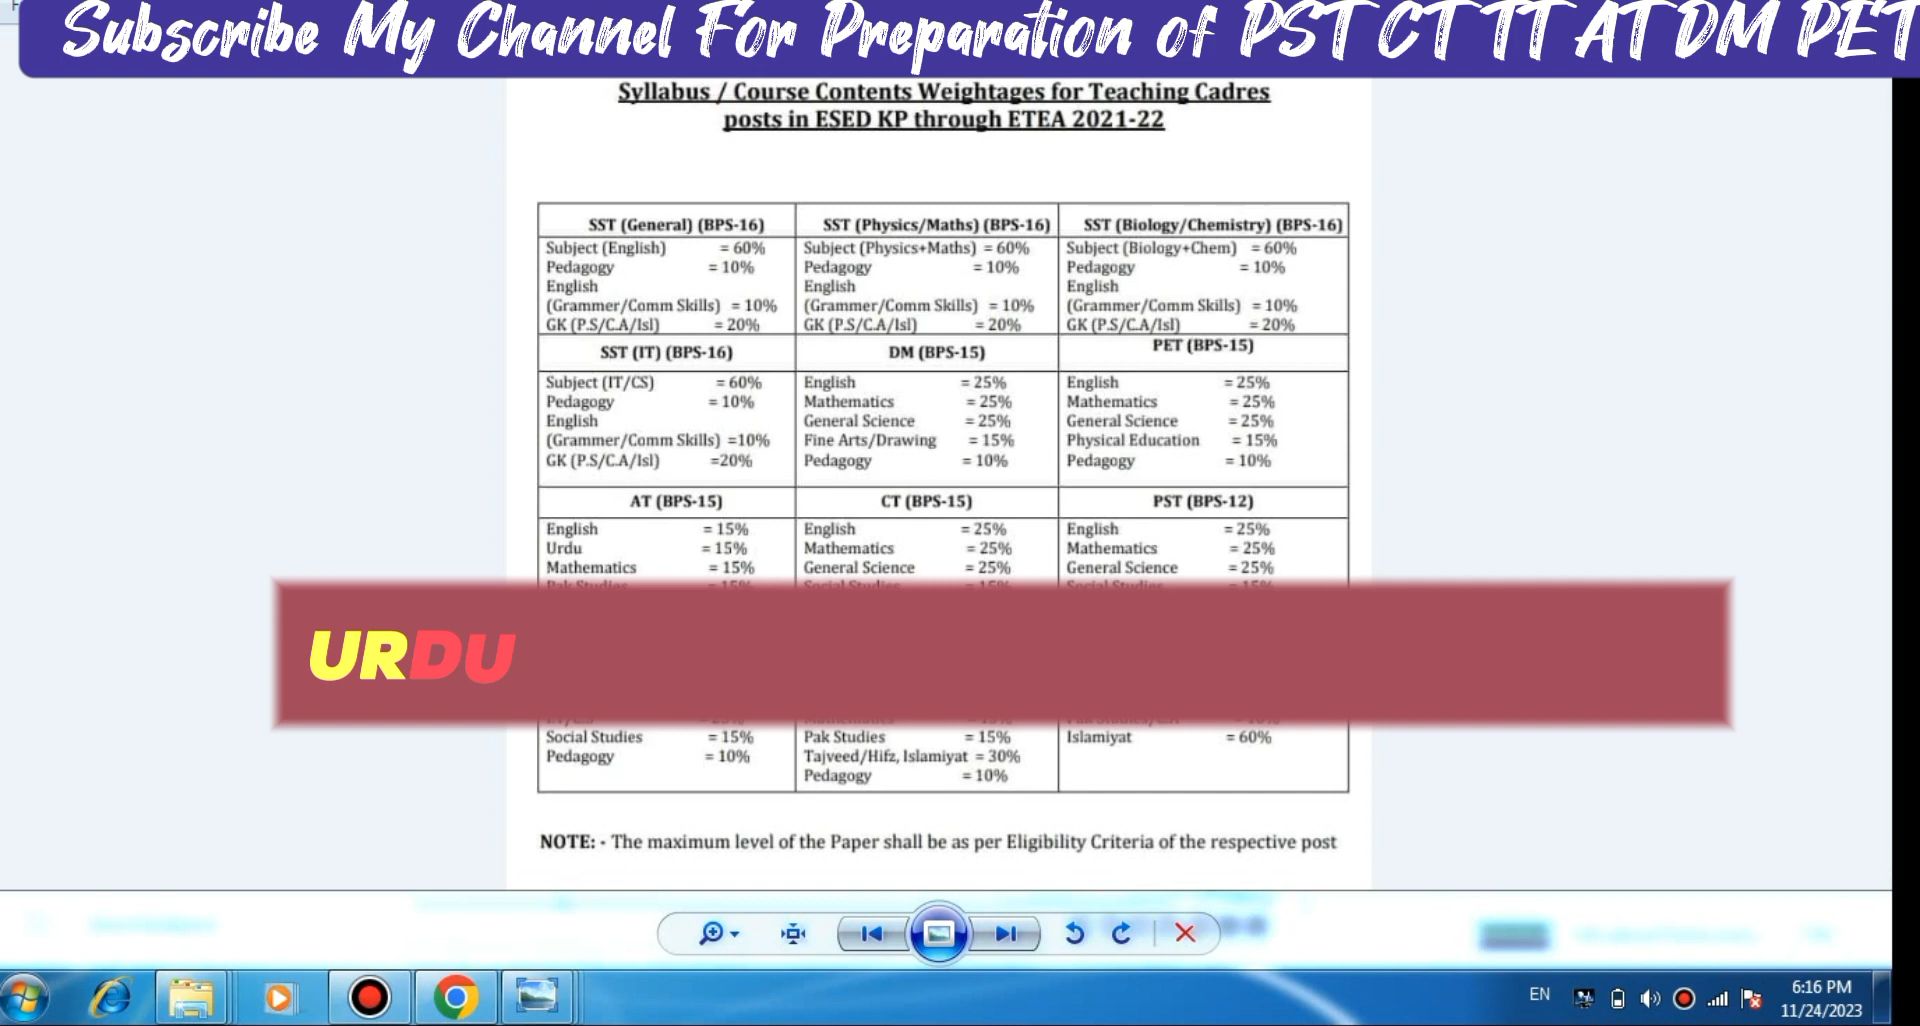 Subscribe My Channel For Preparation of PST CT TT AT DM PET
Syllabus / Course Contents Weightages for Teaching Cadres
posts in ESED KP through ETEA 2021-22
SST (General) (BPS-16)
Subject (English) = 60%
Pedagogy = 10%
English
(Grammer/Comm Skills) = 10%
GK (P.S/C.A/Isl) = 20%
SST (Physics/Maths) (BPS-16)
Subject (Physics+Maths) = 60%
Pedagogy = 10%
English
(Grammer/Comm Skills) = 10%
GK (P.S/C.A/Isl) = 20%
SST (Biology/Chemistry) (BPS-16)
Subject (Biology+Chem) = 60%
Pedagogy = 10%
English
(Grammer/Comm Skills) = 10%
GK (P.S/C.A/Isl) = 20%
SST (IT) (BPS-16)
Subject (IT/CS) = 60%
Pedagogy = 10%
English
(Grammer/Comm Skills) =10%
GK (P.S/C.A/Isl) =20%
DM (BPS-15)
English = 25%
Mathematics = 25%
General Science = 25%
Fine Arts/Drawing = 15%
Pedagogy = 10%
PET (BPS-15)
English = 25%
Mathematics = 25%
General Science = 25%
Physical Education = 15%
Pedagogy = 10%
AT (BPS-15)
English = 15%
Urdu = 15%
Mathematics = 15%
Pak Studies = 15%
CT (BPS-15)
English = 25%
Mathematics = 25%
General Science = 25%
Social Studies = 15%
PST (BPS-12)
English = 25%
Mathematics = 25%
General Science = 25%
Social Studies = 15%
URDU
Social Studies = 15%
Pedagogy = 10%
Mathematics
Pak Studies = 15%
Tajveed/Hifz, Islamiyat = 30%
Pedagogy = 10%
Islamiyat = 60%
NOTE: - The maximum level of the Paper shall be as per Eligibility Criteria of the respective post
EN
6:16 PM
11/24/2023